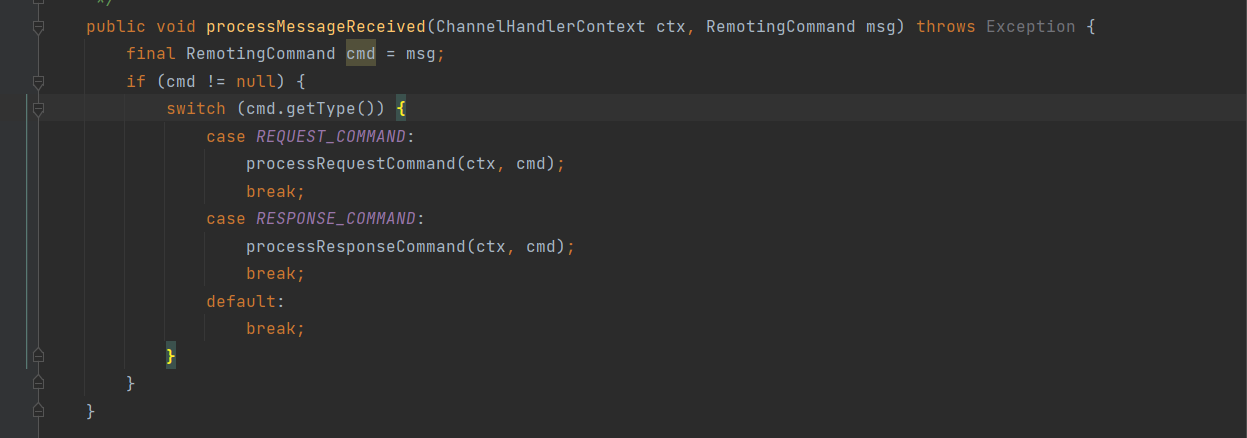 */
public void processMessageReceived(ChannelHandlerContext ctx, RemotingCommand msg) throws Exception {
final RemotingCommand cmd = msg;
if (cmd != null) {
switch (cmd.getType()) {
case REQUEST_COMMAND:
processRequestCommand(ctx, cmd);
break;
case RESPONSE_COMMAND:
processResponseCommand(ctx, cmd);
break;
default:
break;
}
}
}